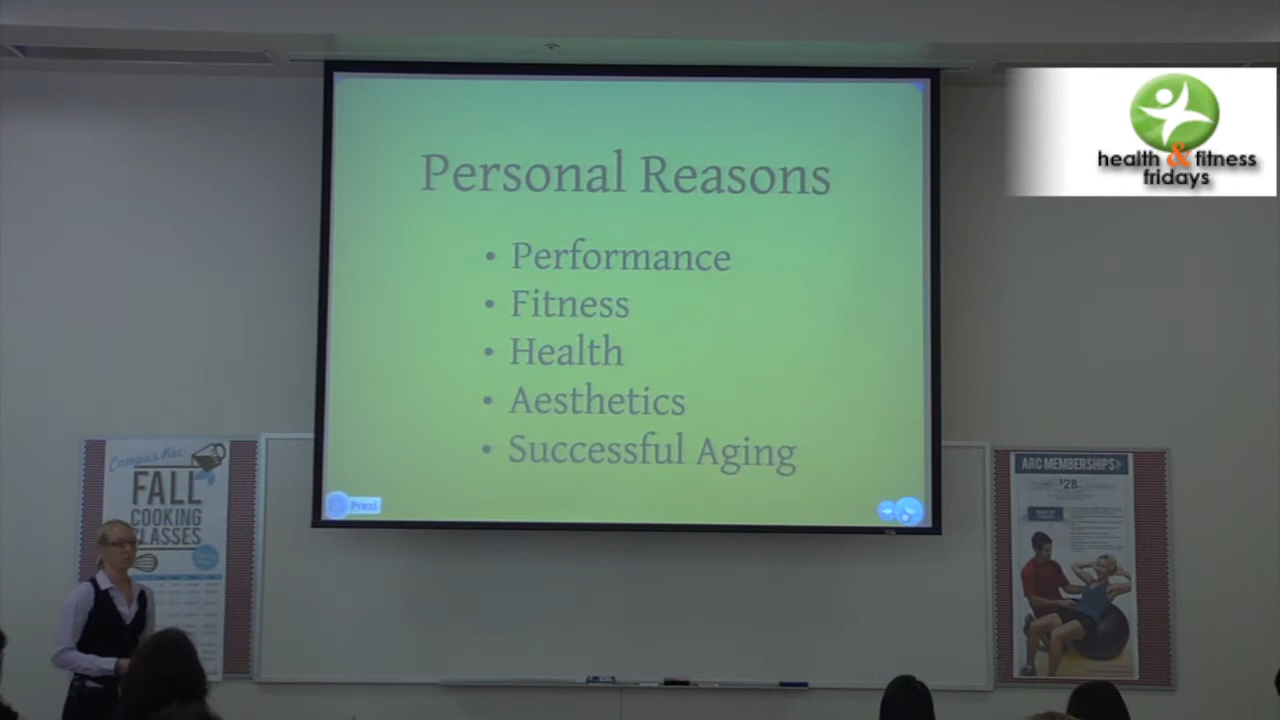 health & fitness
fridays
Personal Reasons
• Performance
• Fitness
• Health
• Aesthetics
• Successful Aging
Prezi
Campus Rec
FALL
COOKING
CLASSES
ARC MEMBERSHIPS
$28